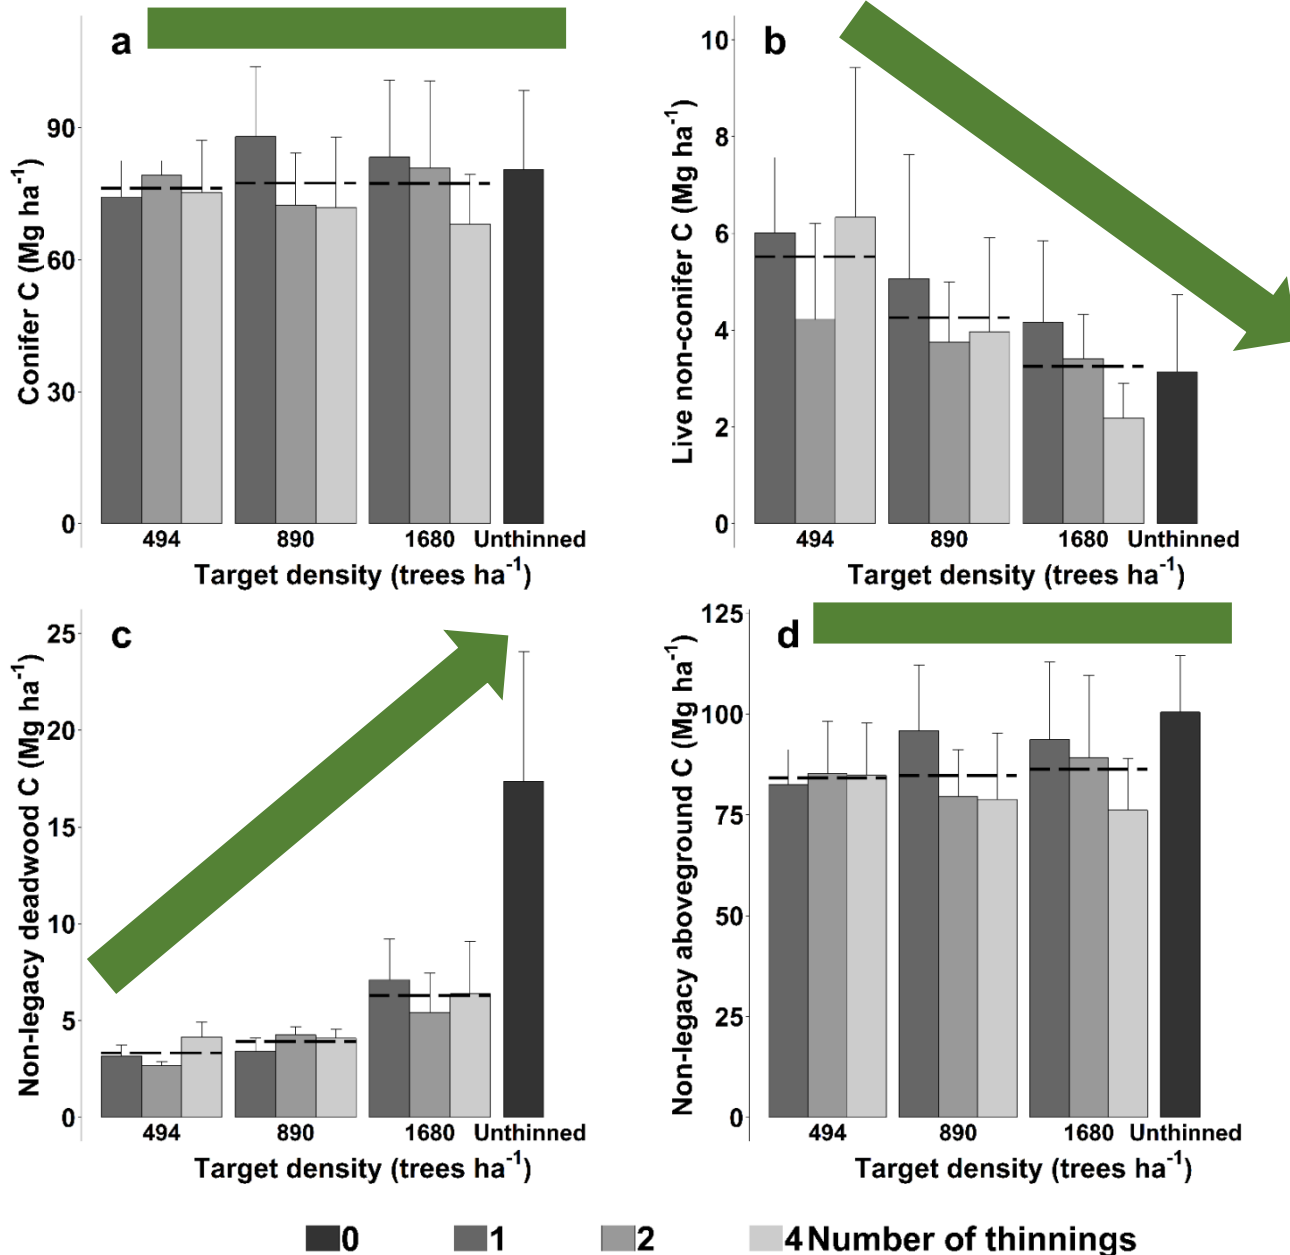 a
Conifer C (Mg ha⁻¹)
90
60
30
0
494 890 1680 Unthinned
Target density (trees ha⁻¹)
b
Live non-conifer C (Mg ha⁻¹)
10
8
6
4
2
0
494 890 1680 Unthinned
Target density (trees ha⁻¹)
c
Non-legacy deadwood C (Mg ha⁻¹)
25
20
15
10
5
0
494 890 1680 Unthinned
Target density (trees ha⁻¹)
d
Non-legacy aboveground C (Mg ha⁻¹)
125
100
75
50
25
0
494 890 1680 Unthinned
Target density (trees ha⁻¹)
0 1 2 4 Number of thinnings